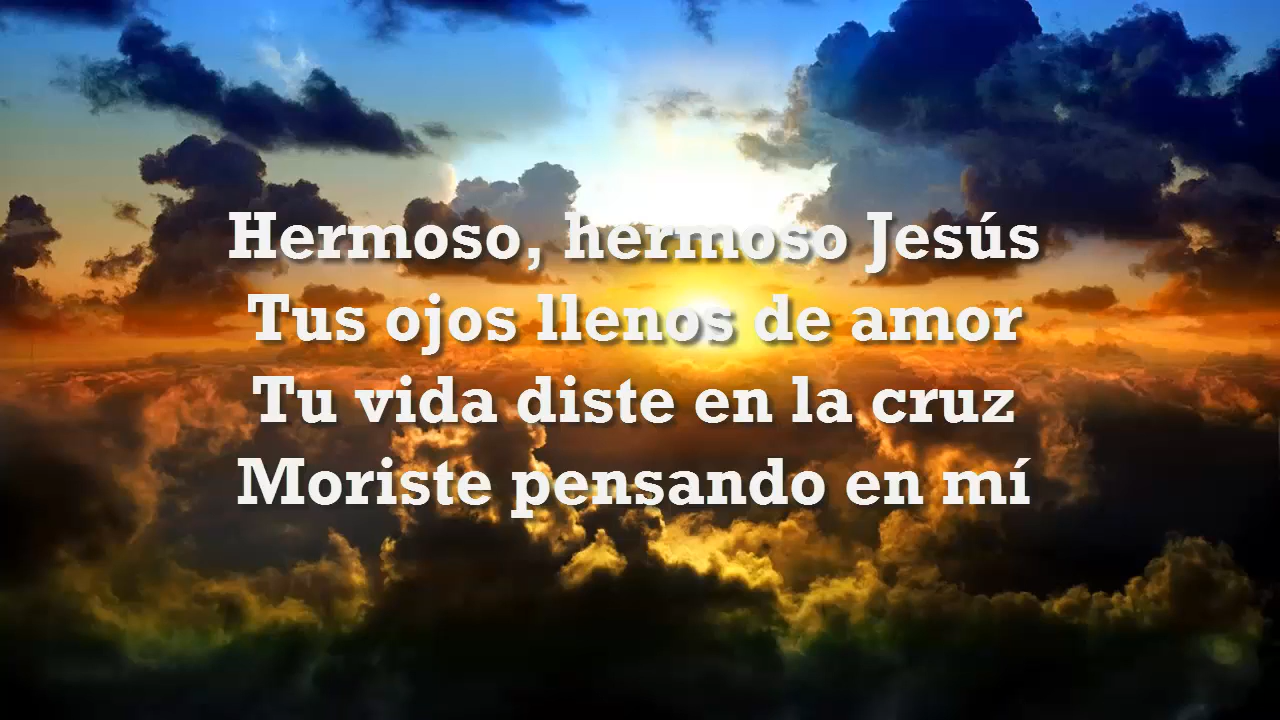 Hermoso, hermoso Jesús
Tus ojos llenos de amor
Tu vida diste en la cruz
Moriste pensando en mí